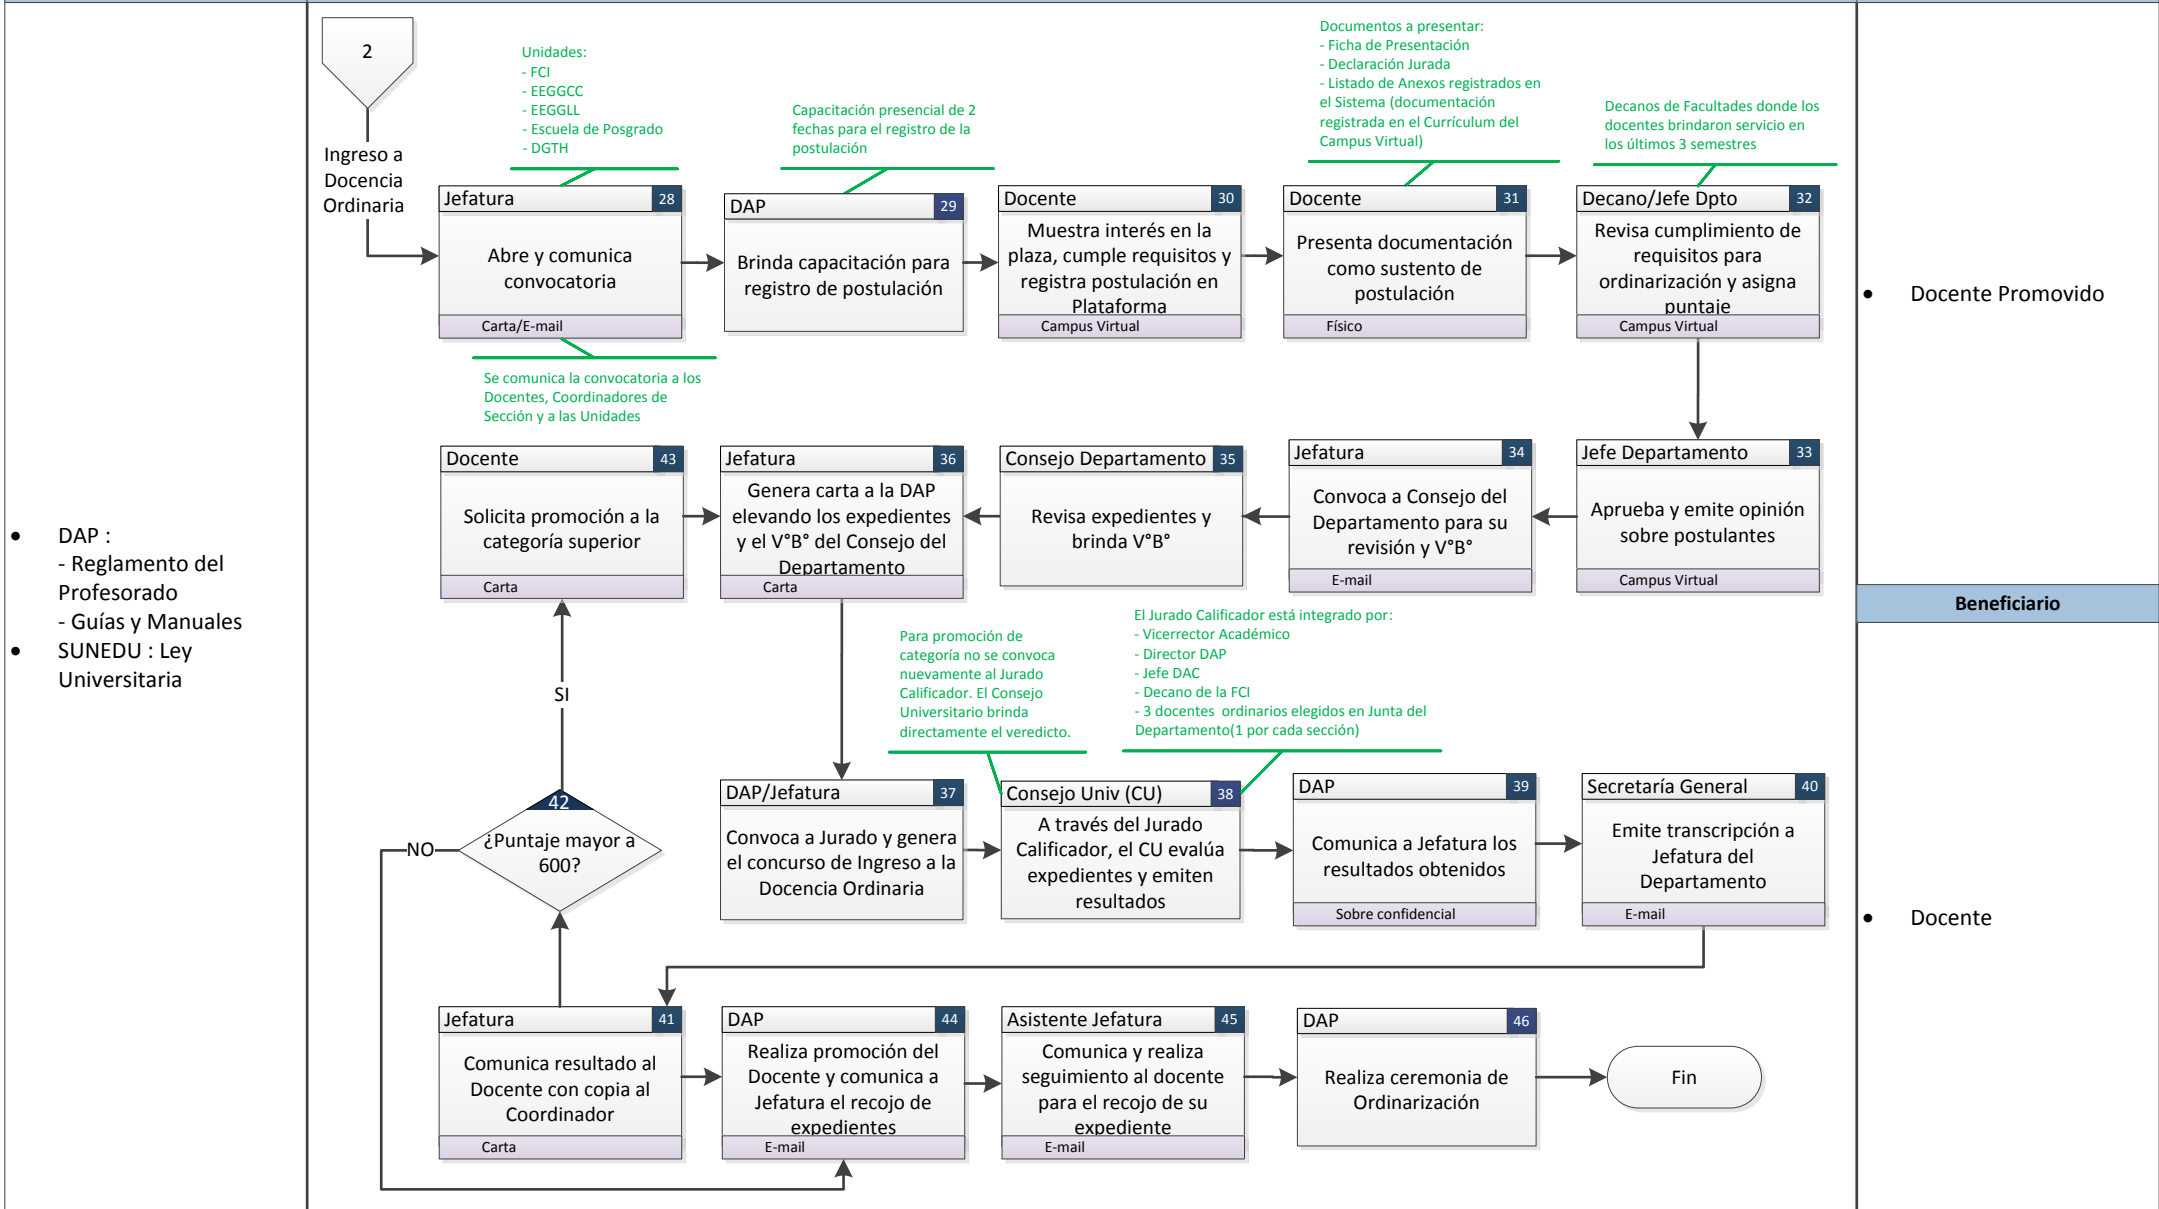 2
Ingreso a
Docencia
Ordinaria
Unidades:
- FCI
- EEGGCC
- EEGGLL
- Escuela de Posgrado
- DGTH
Capacitación presencial de 2
fechas para el registro de la
postulación
Documentos a presentar:
- Ficha de Presentación
- Declaración Jurada
- Listado de Anexos registrados en
el Sistema (documentación
registrada en el Currículum del
Campus Virtual)
Decanos de Facultades donde los
docentes brindaron servicio en
los últimos 3 semestres
Jefatura 28
Abre y comunica
convocatoria
Carta/E-mail
DAP 29
Brinda capacitación para
registro de postulación
Docente 30
Muestra interés en la
plaza, cumple requisitos y
registra postulación en
Plataforma
Campus Virtual
Docente 31
Presenta documentación
como sustento de
postulación
Físico
Decano/Jefe Dpto 32
Revisa cumplimiento de
requisitos para
ordinarización y asigna
puntaje
Campus Virtual
Se comunica la convocatoria a los
Docentes, Coordinadores de
Sección y a las Unidades
Docente 43
Solicita promoción a la
categoría superior
Carta
Jefatura 36
Genera carta a la DAP
elevando los expedientes
y el V°B° del Consejo del
Departamento
Carta
Consejo Departamento 35
Revisa expedientes y
brinda V°B°
Jefatura 34
Convoca a Consejo del
Departamento para su
revisión y V°B°
E-mail
Jefe Departamento 33
Aprueba y emite opinión
sobre postulantes
Campus Virtual
Para promoción de
categoría no se convoca
nuevamente al Jurado
Calificador. El Consejo
Universitario brinda
directamente el veredicto.
El Jurado Calificador está integrado por:
- Vicerrector Académico
- Director DAP
- Jefe DAC
- Decano de la FCI
- 3 docentes  ordinarios elegidos en Junta del
Departamento(1 por cada sección)
SI
42
¿Puntaje mayor a
600?
NO
DAP/Jefatura 37
Convoca a Jurado y genera
el concurso de Ingreso a la
Docencia Ordinaria
Consejo Univ (CU) 38
A través del Jurado
Calificador, el CU evalúa
expedientes y emiten
resultados
DAP 39
Comunica a Jefatura los
resultados obtenidos
Sobre confidencial
Secretaría General 40
Emite transcripción a
Jefatura del
Departamento
E-mail
Jefatura 41
Comunica resultado al
Docente con copia al
Coordinador
Carta
DAP 44
Realiza promoción del
Docente y comunica a
Jefatura el recojo de
expedientes
E-mail
Asistente Jefatura 45
Comunica y realiza
seguimiento al docente
para el recojo de su
expediente
E-mail
DAP 46
Realiza ceremonia de
Ordinarización
Fin
• DAP :
- Reglamento del
Profesorado
- Guías y Manuales
• SUNEDU : Ley
Universitaria
• Docente Promovido
Beneficiario
• Docente